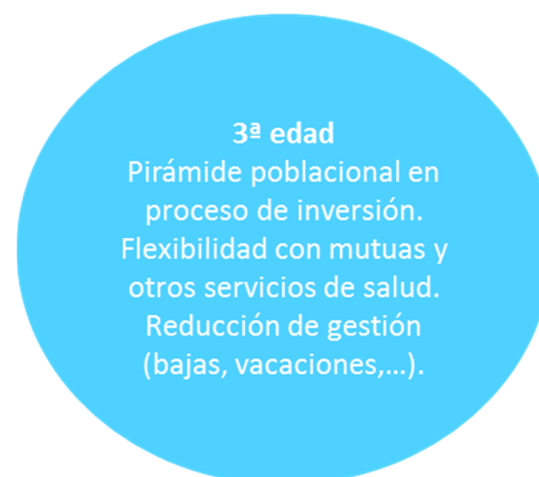 3ª edad
Pirámide poblacional en
proceso de inversión.
Flexibilidad con mutuas y
otros servicios de salud.
Reducción de gestión
(bajas, vacaciones,...).